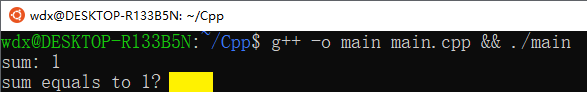 wdx@DESKTOP-R133B5N: ~/Cpp
wdx@DESKTOP-R133B5N:~/Cpp$ g++ -o main main.cpp && ./main
sum: 1
sum equals to 1?